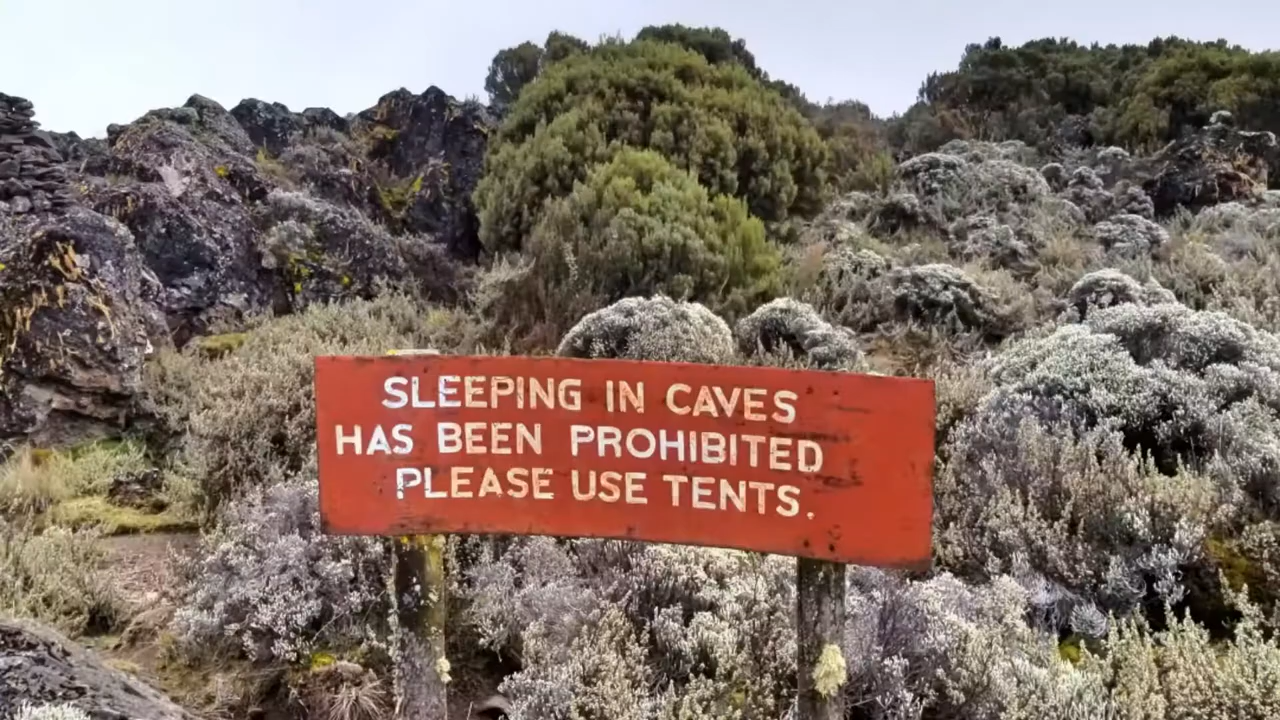 SLEEPING IN CAVES
HAS BEEN PROHIBITED
PLEASE USE TENTS.